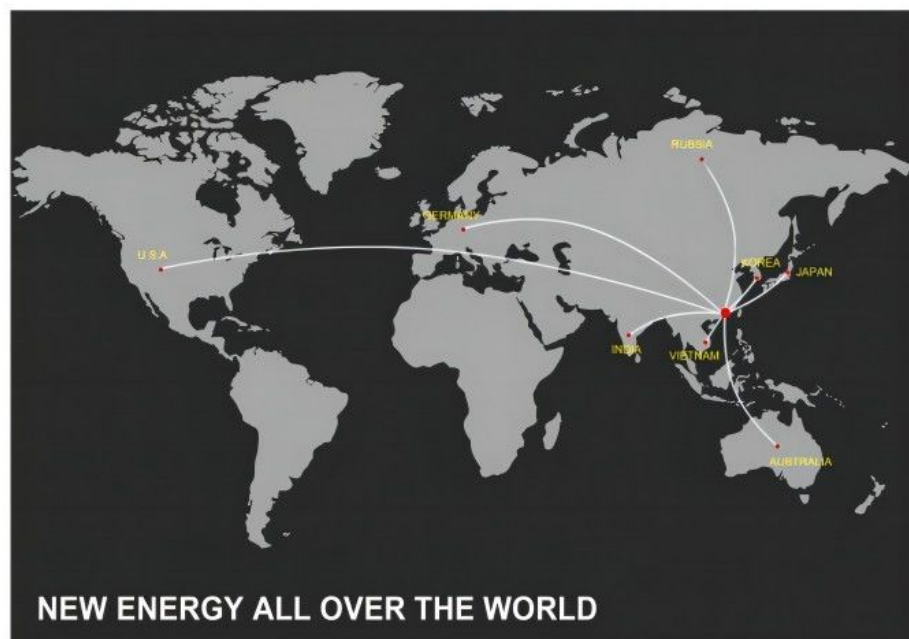 RUSSIA
GERMANY
U.S.A
KOREA
JAPAN
INDIA
VIETNAM
AUSTRALIA
NEW ENERGY ALL OVER THE WORLD